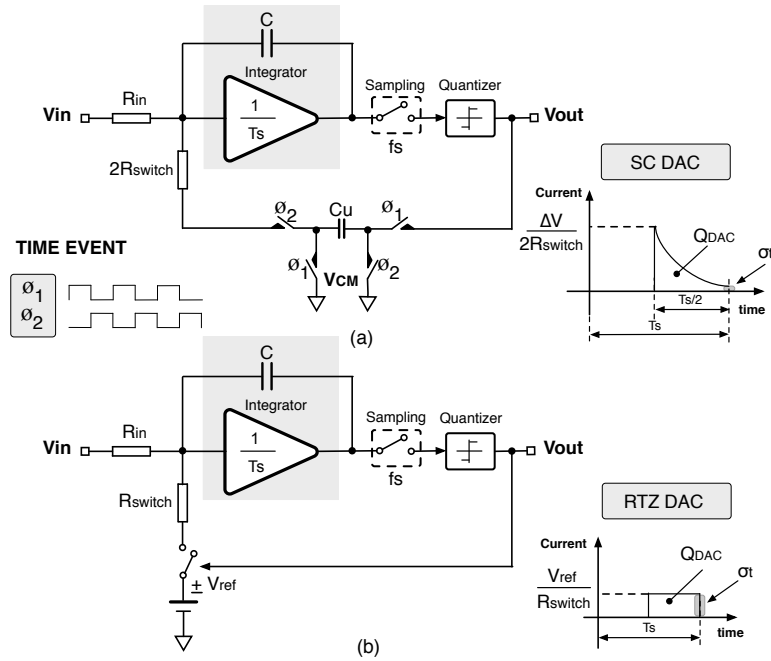 C
Integrator
Vin
Rin
1
Ts
Sampling
fs
Quantizer
Vout
2Rswitch
SC DAC
Current
ΔV
2Rswitch
QDAC
σt
Ts/2
Ts
time
ø2
Cu
ø1
ø1
VCM
ø2
TIME EVENT
ø1
ø2
(a)
C
Integrator
Vin
Rin
1
Ts
Sampling
fs
Quantizer
Vout
Rswitch
± Vref
RTZ DAC
Current
Vref
Rswitch
QDAC
σt
Ts
time
(b)